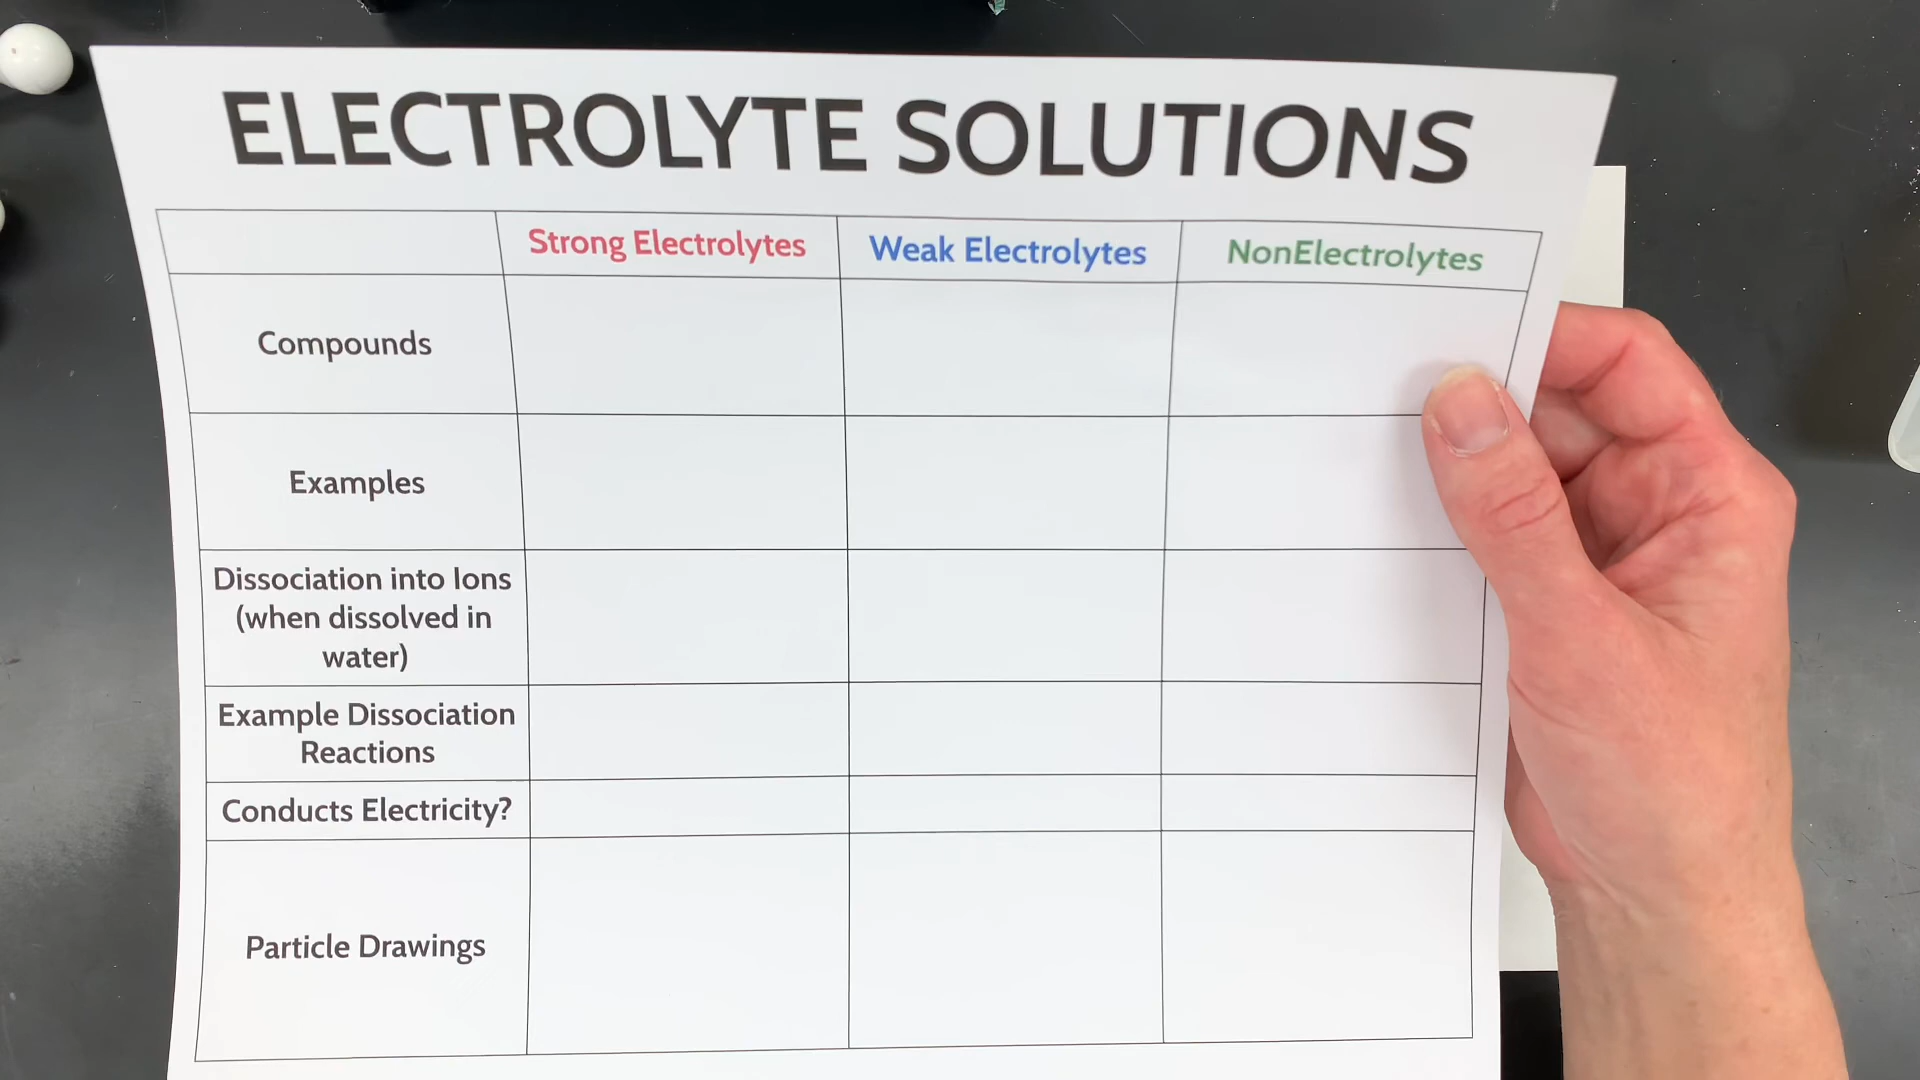 ELECTROLYTE SOLUTIONS
Strong Electrolytes
Weak Electrolytes
NonElectrolytes
Compounds
Examples
Dissociation into Ions
(when dissolved in
water)
Example Dissociation
Reactions
Conducts Electricity?
Particle Drawings